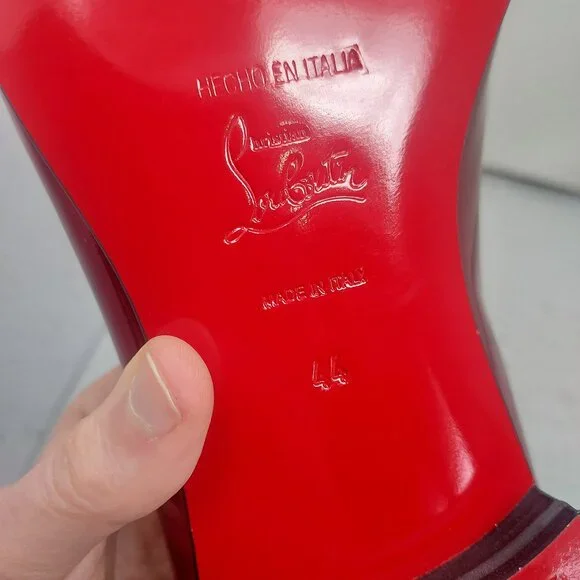 HECHO EN ITALIA
Christian
Louboutin
MADE IN ITALY
44